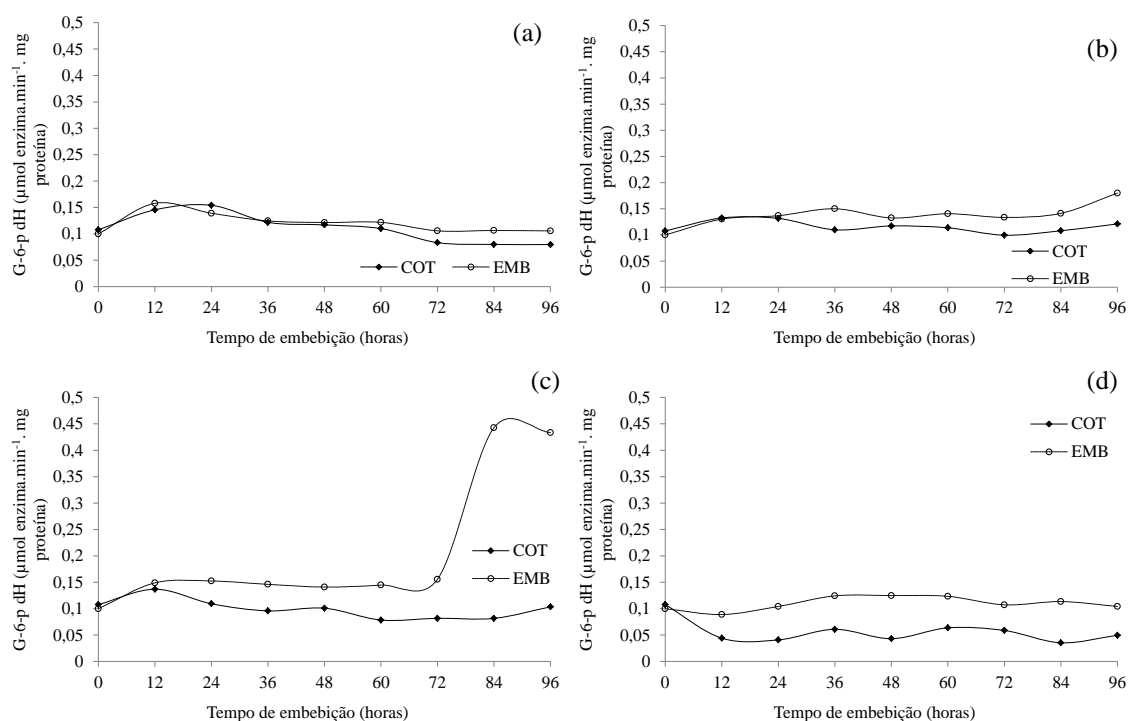 (a)
G-6-p dH (µmol enzima.min⁻¹. mg
proteína)
0,5
0,45
0,4
0,35
0,3
0,25
0,2
0,15
0,1
0,05
0
COT EMB
0 12 24 36 48 60 72 84 96
Tempo de embebição (horas)
(b)
G-6-p dH (µmol enzima.min⁻¹. mg
proteína)
0,5
0,45
0,4
0,35
0,3
0,25
0,2
0,15
0,1
0,05
0
COT
EMB
0 12 24 36 48 60 72 84 96
Tempo de embebição (horas)
(c)
G-6-p dH (µmol enzima.min⁻¹. mg
proteína)
0,5
0,45
0,4
0,35
0,3
0,25
0,2
0,15
0,1
0,05
0
COT
EMB
0 12 24 36 48 60 72 84 96
Tempo de embebição (horas)
(d)
G-6-p dH (µmol enzima.min⁻¹. mg
proteína)
0,5
0,45
0,4
0,35
0,3
0,25
0,2
0,15
0,1
0,05
0
COT
EMB
0 12 24 36 48 60 72 84 96
Tempo de embebição (horas)